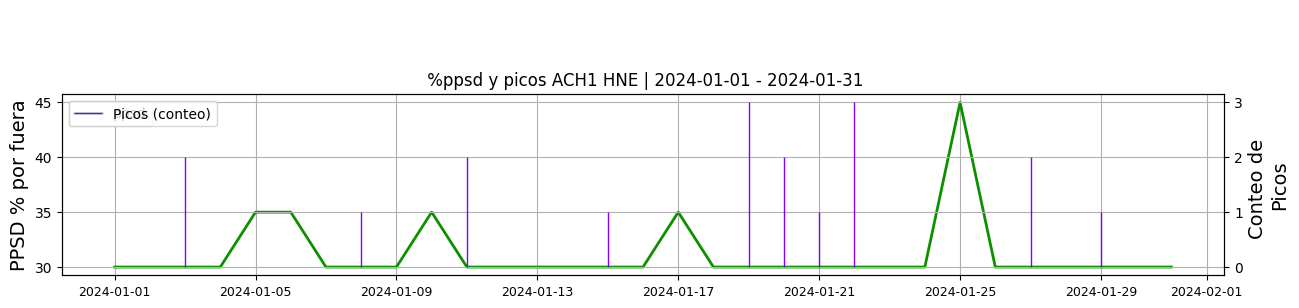 %ppsd y picos ACH1 HNE | 2024-01-01 - 2024-01-31
PPSD % por fuera
45
40
35
30
Picos (conteo)
3
2
1
0
Conteo de
Picos
2024-01-01 2024-01-05 2024-01-09 2024-01-13 2024-01-17 2024-01-21 2024-01-25 2024-01-29 2024-02-01